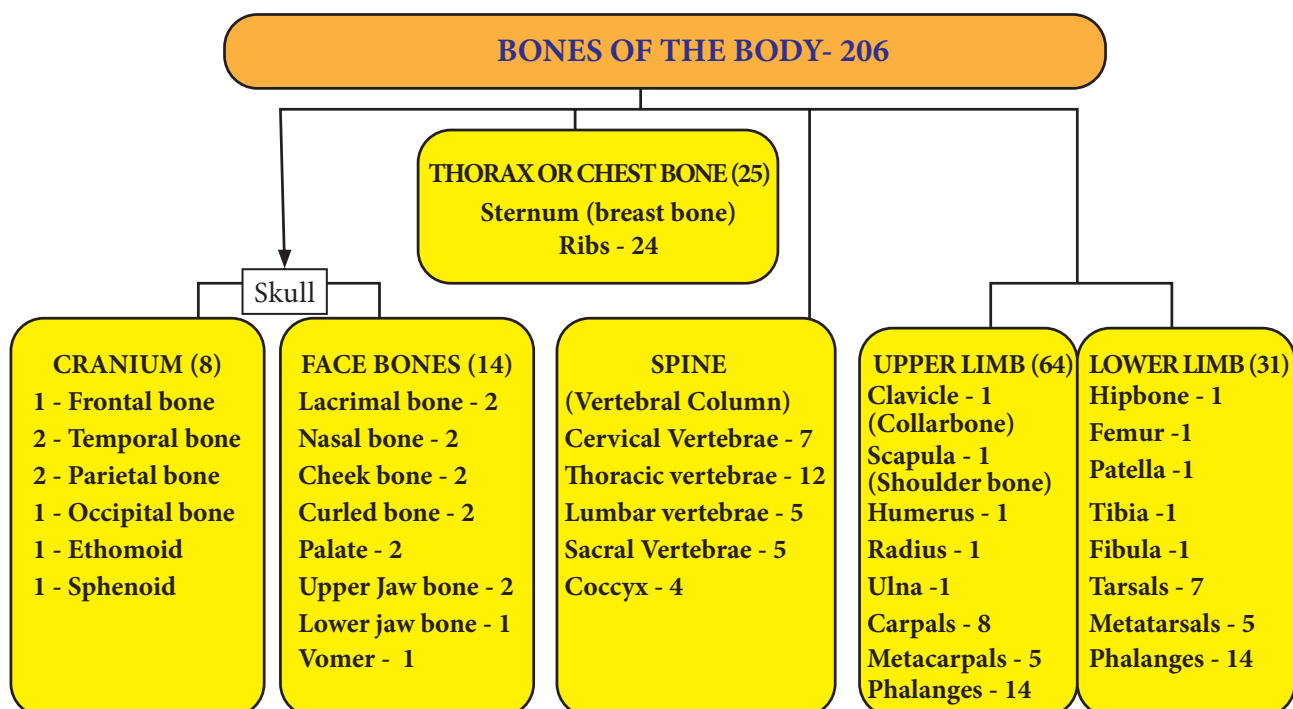 BONES OF THE BODY- 206
THORAX OR CHEST BONE (25)
Sternum (breast bone)
Ribs - 24
Skull
CRANIUM (8)
1 - Frontal bone
2 - Temporal bone
2 - Parietal bone
1 - Occipital bone
1 - Ethomoid
1 - Sphenoid
FACE BONES (14)
Lacrimal bone - 2
Nasal bone - 2
Cheek bone - 2
Curled bone - 2
Palate - 2
Upper Jaw bone - 2
Lower jaw bone - 1
Vomer - 1
SPINE
(Vertebral Column)
Cervical Vertebrae - 7
Thoracic vertebrae - 12
Lumbar vertebrae - 5
Sacral Vertebrae - 5
Coccyx - 4
UPPER LIMB (64)
Clavicle - 1
(Collarbone)
Scapula - 1
(Shoulder bone)
Humerus - 1
Radius - 1
Ulna -1
Carpals - 8
Metacarpals - 5
Phalanges - 14
LOWER LIMB (31)
Hipbone - 1
Femur -1
Patella -1
Tibia -1
Fibula -1
Tarsals - 7
Metatarsals - 5
Phalanges - 14